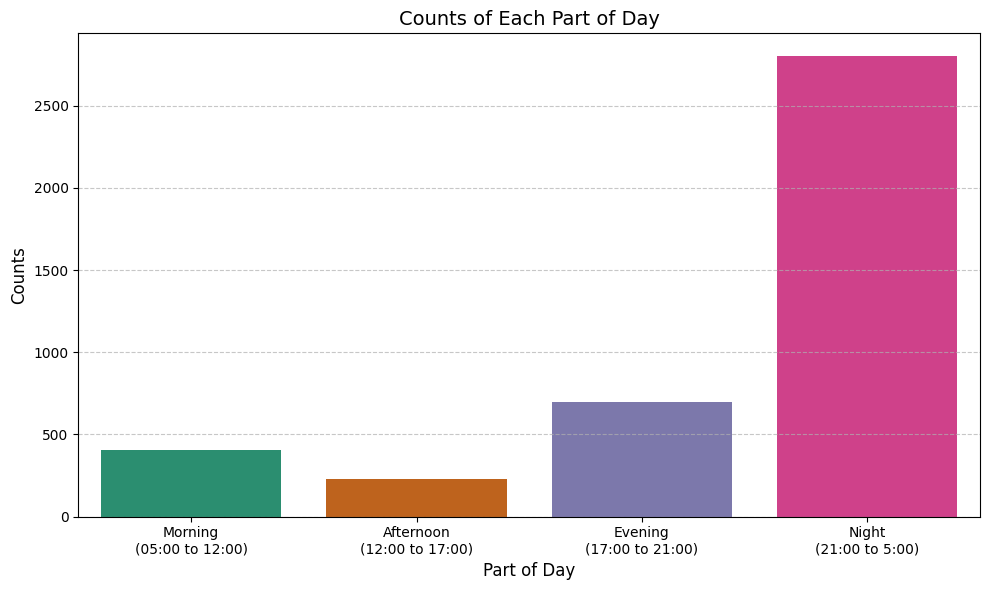 Counts of Each Part of Day
Counts
2500
2000
1500
1000
500
0
Morning
(05:00 to 12:00)
Afternoon
(12:00 to 17:00)
Evening
(17:00 to 21:00)
Night
(21:00 to 5:00)
Part of Day